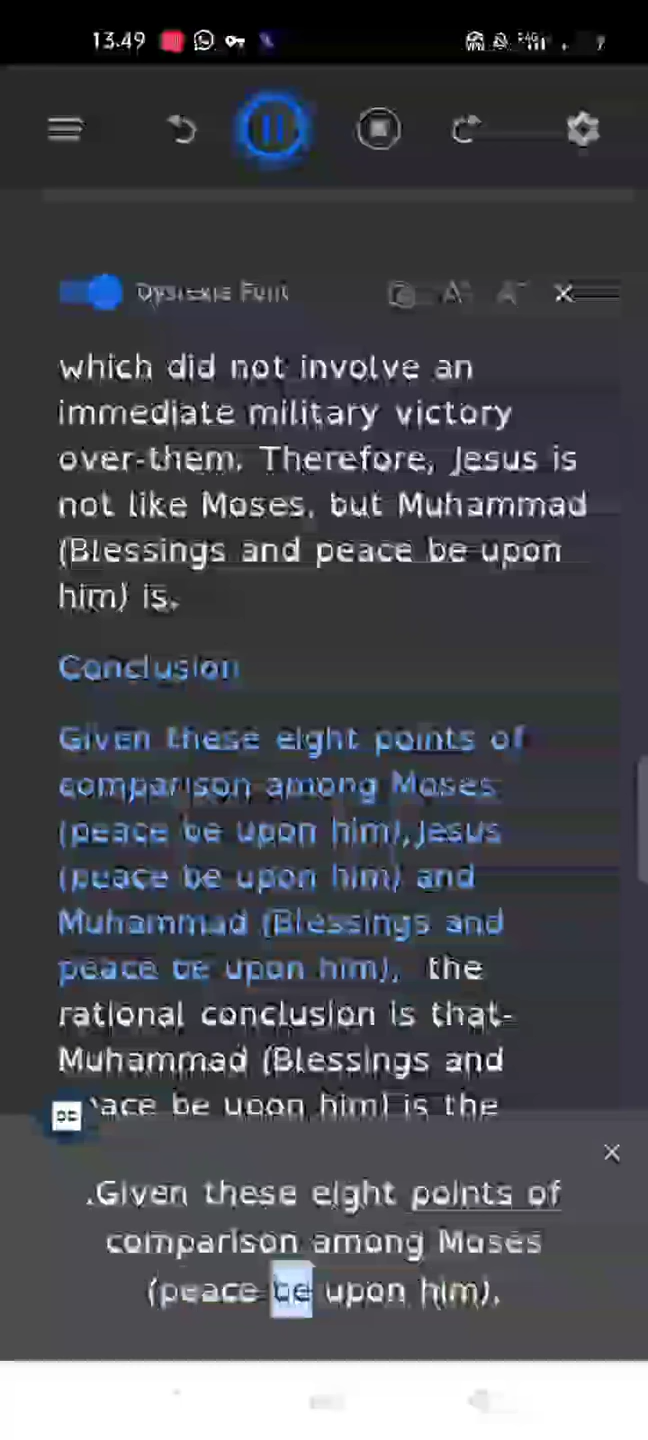 13.49
Dyslexie Font
which did not involve an
immediate military victory
over-them. Therefore, Jesus is
not like Moses, but Muhammad
(Blessings and peace be upon
him) is.
Conclusion
Given these eight points of
comparison among Moses
(peace be upon him),Jesus
(peace be upon him) and
Muhammad (Blessings and
peace be upon him), the
rational conclusion is that-
Muhammad (Blessings and
eace be upon him) is the
.Given these eight points of
comparison among Moses
(peace be upon him),